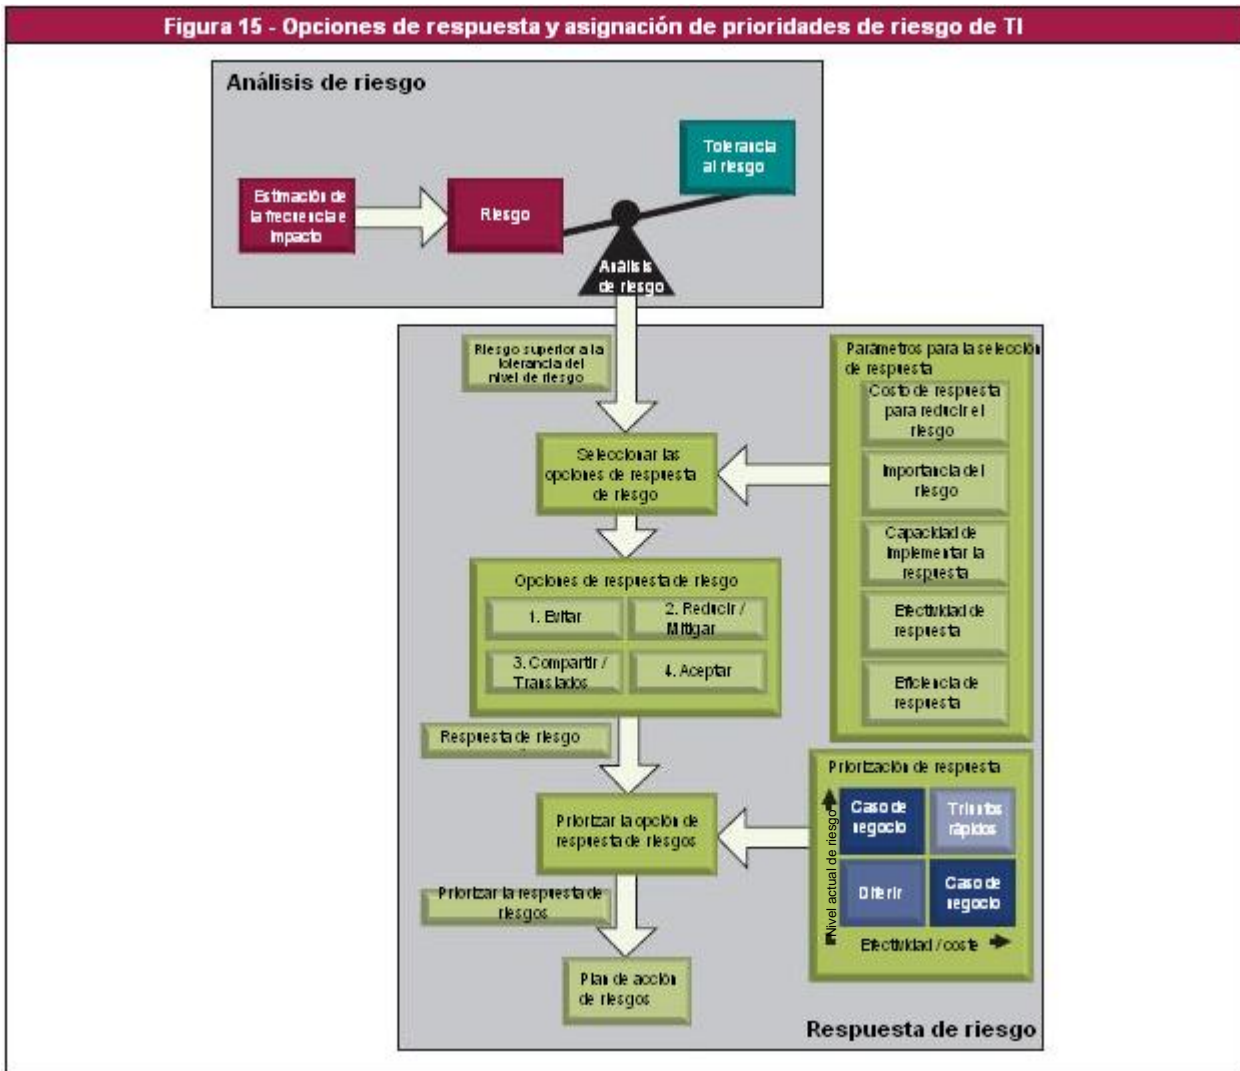 Figura 15 - Opciones de respuesta y asignación de prioridades de riesgo de TI
Análisis de riesgo
Estimación de
la frecuencia e
impacto
Riesgo
Tolerancia
al riesgo
Análisis
de riesgo
Riesgo superior a la
tolerancia del
nivel de riesgo
Seleccionar las
opciones de respuesta
de riesgo
Parámetros para la selección
de respuesta
Costo de respuesta
para reducir el
riesgo
Importancia del
riesgo
Capacidad de
implementar la
respuesta
Efectividad de
respuesta
Eficiencia de
respuesta
Opciones de respuesta de riesgo
1. Evitar
2. Reducir /
Mitigar
3. Compartir /
Translados
4. Aceptar
Respuesta de riesgo
Priorizar la opción de
respuesta de riesgos
Priorización de respuesta
Nivel actual de riesgo
Caso de
negocio
Triunfos
rápidos
Diferir
Caso de
negocio
Efectividad / coste
Priorizar la respuesta de
riesgos
Plan de acción
de riesgos
Respuesta de riesgo